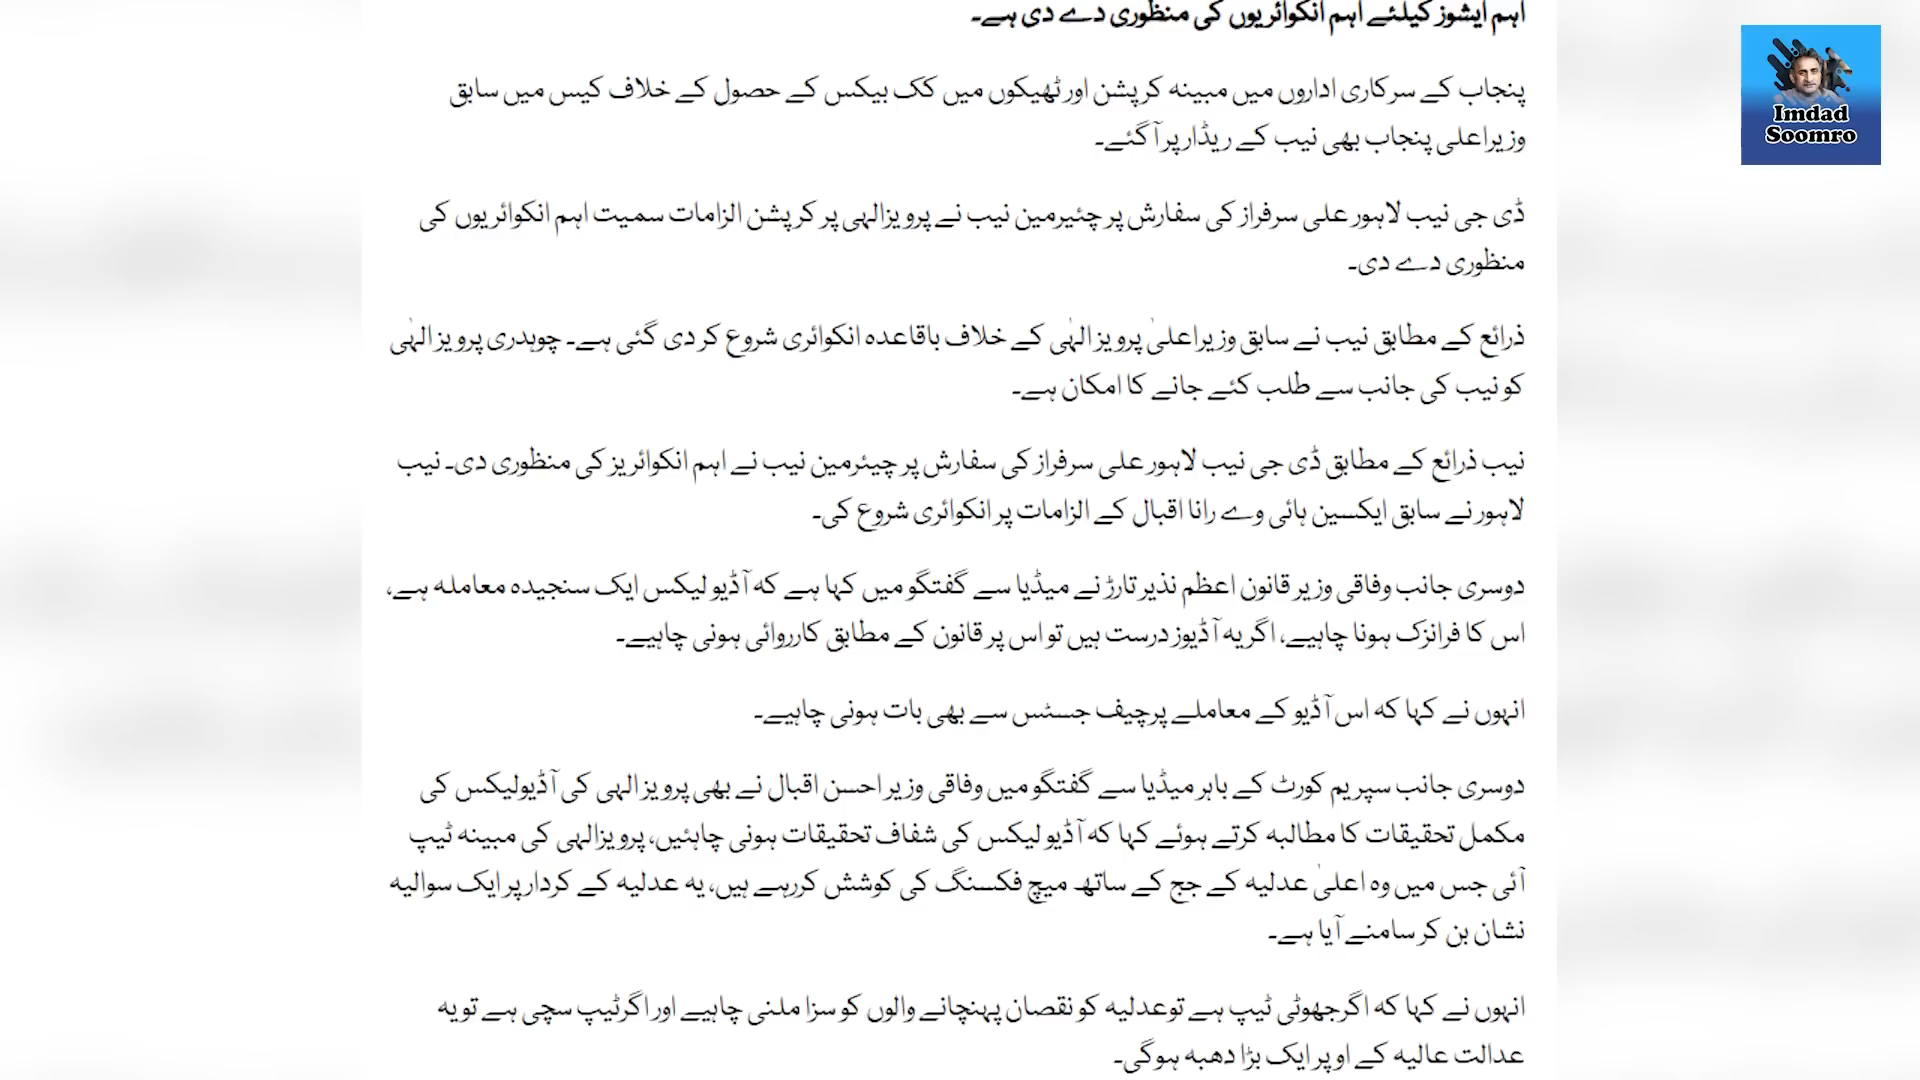 اہم ایشوز کیلئے اہم انکوائریوں کی منظوری دے دی ہے۔
پنجاب کے سرکاری اداروں میں مبینہ کرپشن اور ٹھیکوں میں کک بیکس کے حصول کے خلاف کیس میں سابق
وزیراعلی پنجاب بھی نیب کے ریڈار پر آگئے۔
ڈی جی نیب لاہور علی سرفراز کی سفارش پر چئیرمین نیب نے پرویزالہی پر کرپشن الزامات سمیت اہم انکوائریوں کی
منظوری دے دی۔
ذرائع کے مطابق نیب نے سابق وزیراعلیٰ پرویز الہٰی کے خلاف باقاعدہ انکوائری شروع کر دی گئی ہے۔ چوہدری پرویز الہٰی
کو نیب کی جانب سے طلب کئے جانے کا امکان ہے۔
نیب ذرائع کے مطابق ڈی جی نیب لاہور علی سرفراز کی سفارش پر چیئرمین نیب نے اہم انکوائریز کی منظوری دی۔ نیب
لاہور نے سابق ایکسین ہائی وے رانا اقبال کے الزامات پر انکوائری شروع کی۔
دوسری جانب وفاقی وزیر قانون اعظم نذیر تارڑ نے میڈیا سے گفتگو میں کہا ہے کہ آڈیو لیکس ایک سنجیدہ معاملہ ہے،
اس کا فرانزک ہونا چاہیے، اگر یہ آڈیوز درست ہیں تو اس پر قانون کے مطابق کارروائی ہونی چاہیے۔
انہوں نے کہا کہ اس آڈیو کے معاملے پر چیف جسٹس سے بھی بات ہونی چاہیے۔
دوسری جانب سپریم کورٹ کے باہر میڈیا سے گفتگو میں وفاقی وزیر احسن اقبال نے بھی پرویز الہی کی آڈیولیکس کی
مکمل تحقیقات کا مطالبہ کرتے ہوئے کہا کہ آڈیو لیکس کی شفاف تحقیقات ہونی چاہئیں، پرویزالہی کی مبینہ ٹیپ
آئی جس میں وہ اعلیٰ عدلیہ کے جج کے ساتھ میچ فکسنگ کی کوشش کررہے ہیں، یہ عدلیہ کے کردار پر ایک سوالیہ
نشان بن کر سامنے آیا ہے۔
انہوں نے کہا کہ اگر جھوٹی ٹیپ ہے تو عدلیہ کو نقصان پہنچانے والوں کو سزا ملنی چاہیے اور اگر ٹیپ سچی ہے تو یہ
عدالت عالیہ کے اوپر ایک بڑا دھبہ ہوگی۔
Imdad
Soomro